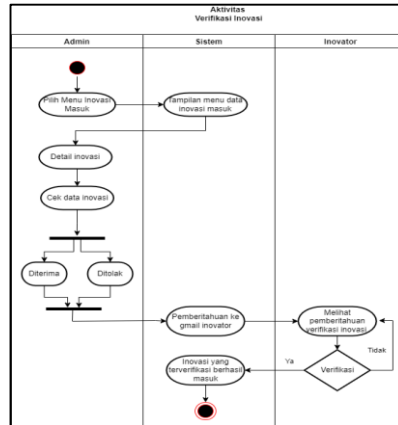 Aktivitas
Verifikasi Inovasi
Admin
Sistem
Inovator
Pilih Menu inovasi
Masuk
Tampilan menu data
inovasi masuk
Detail inovasi
Cek data inovasi
Diterima
Ditolak
Pemberitahuan ke
gmail inovator
Melihat
pemberitahuan
verifikasi inovasi
Tidak
Ya
Verifikasi
Inovasi yang
terverifikasi berhasil
masuk